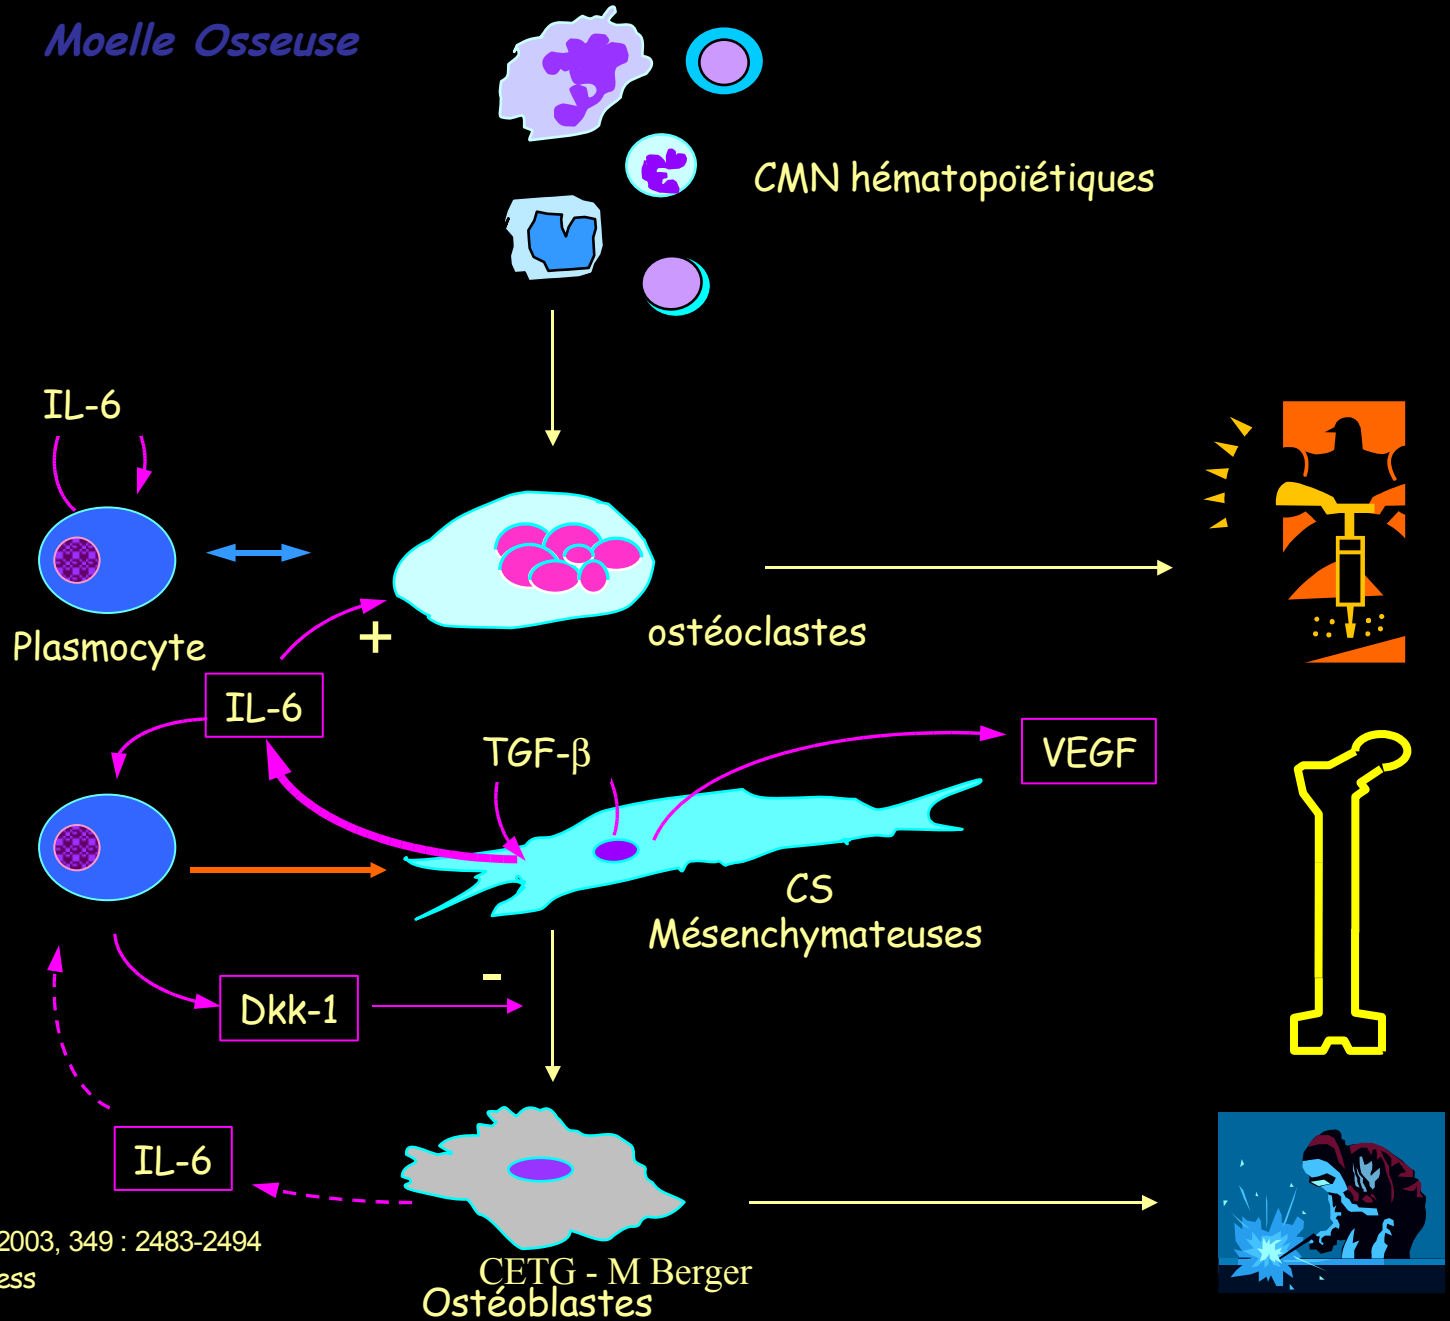 Moelle Osseuse
CMN hématopoïétiques
IL-6
Plasmocyte
+
ostéoclastes
IL-6
TGF-β
VEGF
CS
Mésenchymateuses
-
Dkk-1
IL-6
2003, 349 : 2483-2494
ess
CETG - M Berger
Ostéoblastes